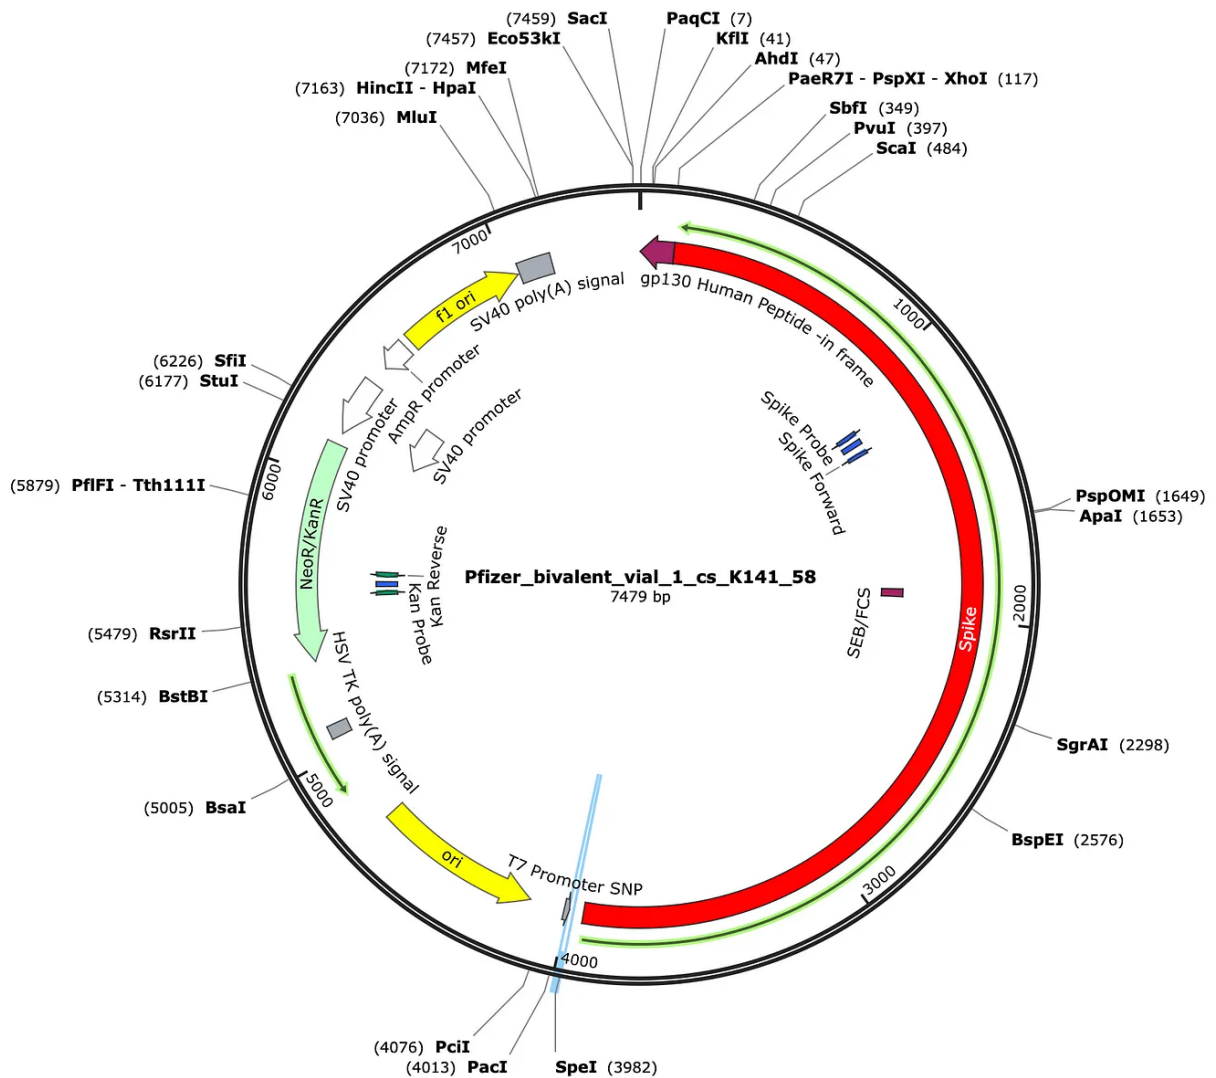 (7459) SacI
PaqCI (7)
(7457) Eco53kI
KflI (41)
(7172) MfeI
AhdI (47)
(7163) HincII - HpaI
PaeR7I - PspXI - XhoI (117)
(7036) MluI
SbfI (349)
PvuI (397)
ScaI (484)
7000
1000
f1 ori
SV40 poly(A) signal
gp130 Human Peptide -in frame
(6226) SfiI
(6177) StuI
AmpR promoter
SV40 promoter
SV40 promoter
Spike Probe
Spike Forward
6000
(5879) PflFI - Tth111I
PspOMI (1649)
ApaI (1653)
NeoR/KanR
Kan Reverse
Kan Probe
Pfizer_bivalent_vial_1_cs_K141_58
7479 bp
SEB/FCS
Spike
2000
(5479) RsrII
(5314) BstBI
HSV TK poly(A) signal
SgrAI (2298)
5000
(5005) BsaI
BspEI (2576)
ori
T7 Promoter SNP
3000
4000
(4076) PciI
(4013) PacI
SpeI (3982)